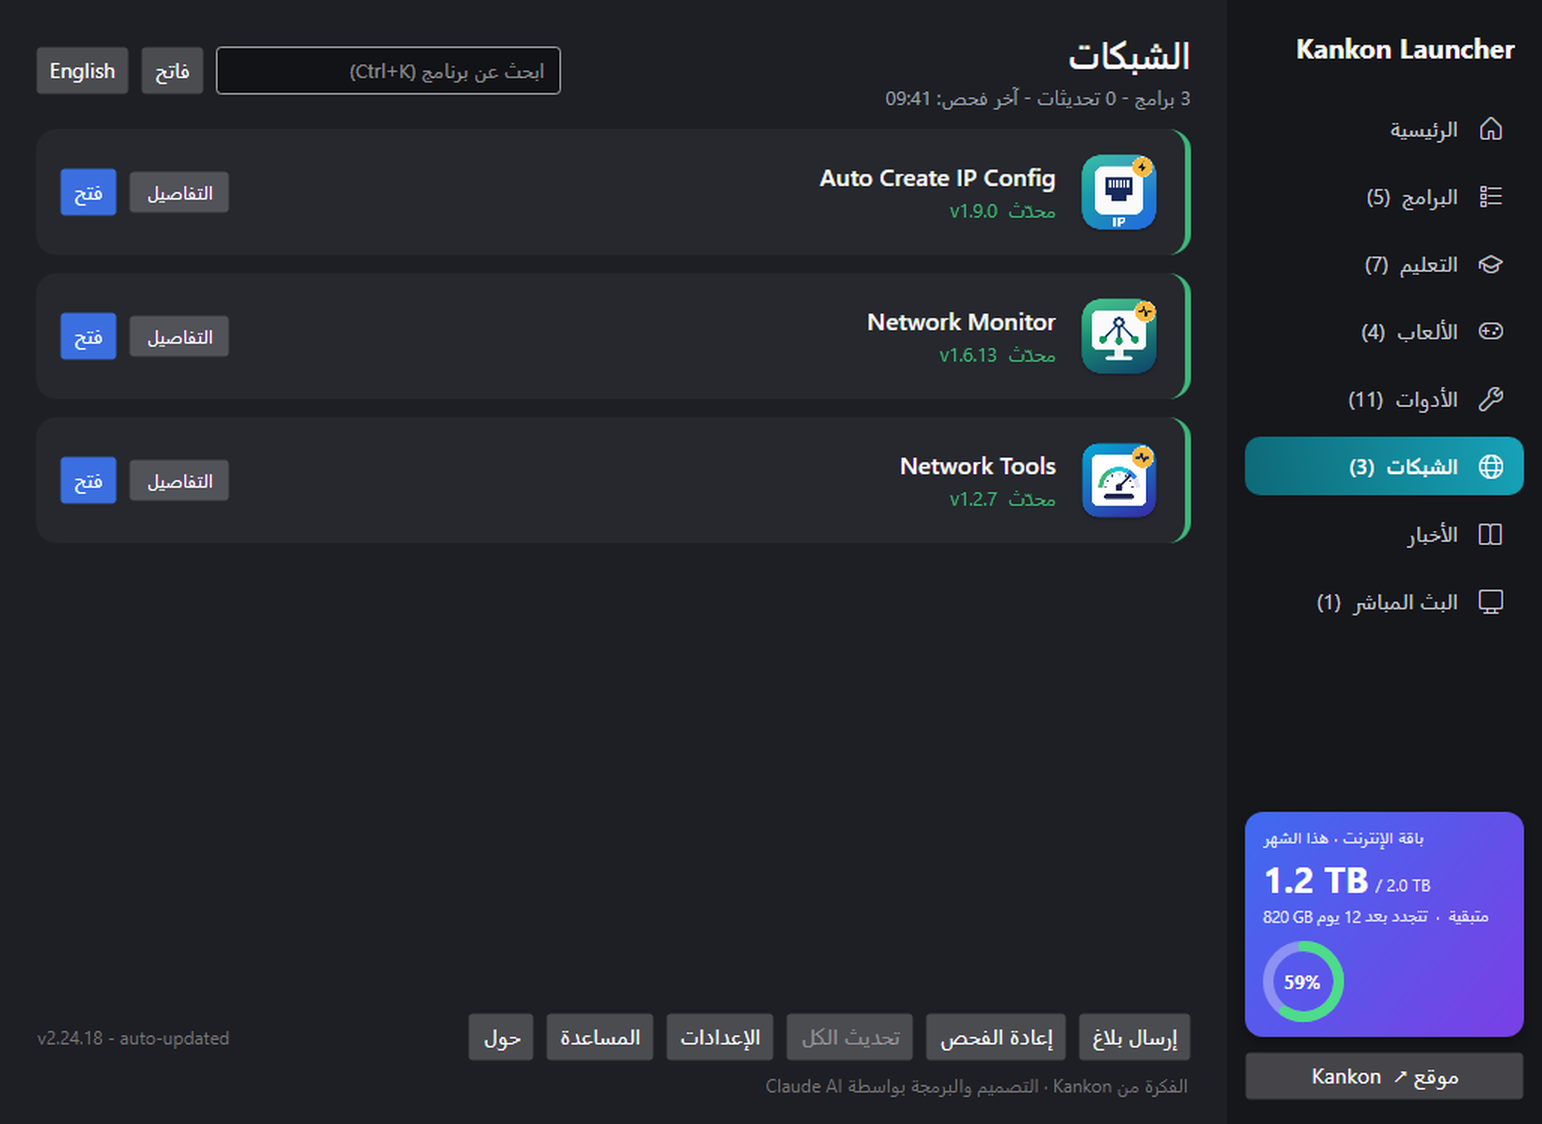 Kankon Launcher
الرئيسية
البرامج (5)
التعليم (7)
الألعاب (4)
الأدوات (11)
الشبكات (3)
الأخبار
البث المباشر (1)
باقة الإنترنت · هذا الشهر
1.2 TB / 2.0 TB
820 GB متبقية · تتجدد بعد 12 يوم
59%
موقع Kankon ↗
الشبكات
3 برامج - 0 تحديثات - آخر فحص: 09:41
ابحث عن برنامج (Ctrl+K)
فاتح
English
IP
Auto Create IP Config
محدّث v1.9.0
التفاصيل
فتح
Network Monitor
محدّث v1.6.13
التفاصيل
فتح
Network Tools
محدّث v1.2.7
التفاصيل
فتح
إرسال بلاغ
إعادة الفحص
تحديث الكل
الإعدادات
المساعدة
حول
v2.24.18 - auto-updated
الفكرة من Kankon · التصميم والبرمجة بواسطة Claude AI